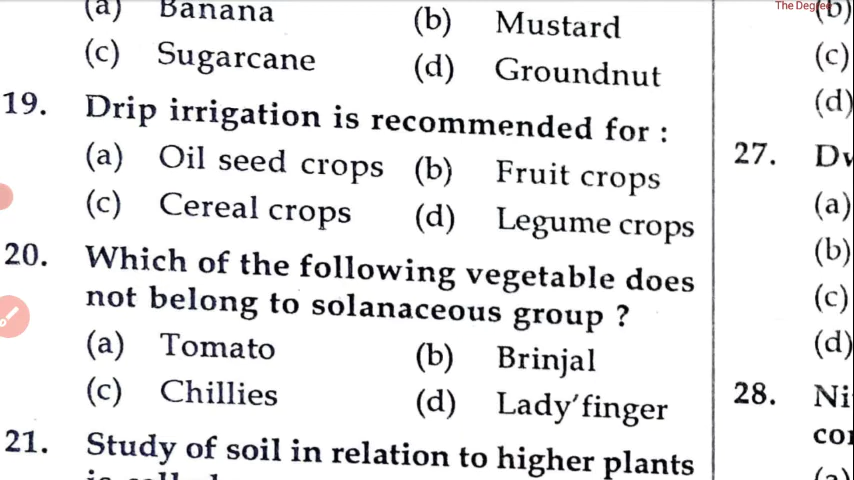 The Degree
(a) Banana (b) Mustard
(c) Sugarcane (d) Groundnut
19. Drip irrigation is recommended for :
(a) Oil seed crops (b) Fruit crops
(c) Cereal crops (d) Legume crops
20. Which of the following vegetable does
not belong to solanaceous group ?
(a) Tomato (b) Brinjal
(c) Chillies (d) Lady'finger
21. Study of soil in relation to higher plants
(b)
(c)
(d)
27.
(a)
(b)
(c)
(d)
28. Ni